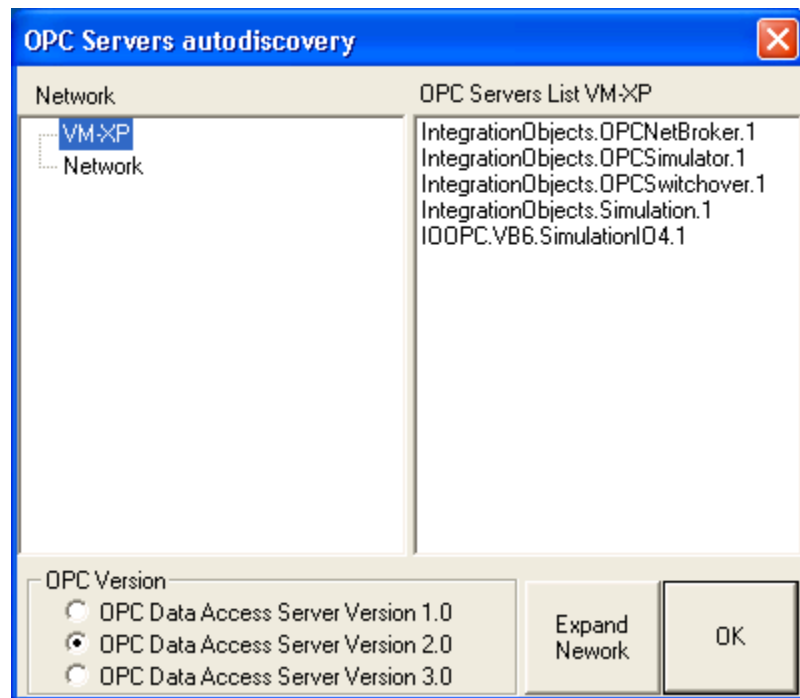 OPC Servers autodiscovery
Network
OPC Servers List VM-XP
VM-XP
Network
IntegrationObjects.OPCNetBroker.1
IntegrationObjects.OPCSimulator.1
IntegrationObjects.OPCSwitchover.1
IntegrationObjects.Simulation.1
IOOPC.VB6.SimulationIO4.1
OPC Version
OPC Data Access Server Version 1.0
OPC Data Access Server Version 2.0
OPC Data Access Server Version 3.0
Expand
Nework
OK